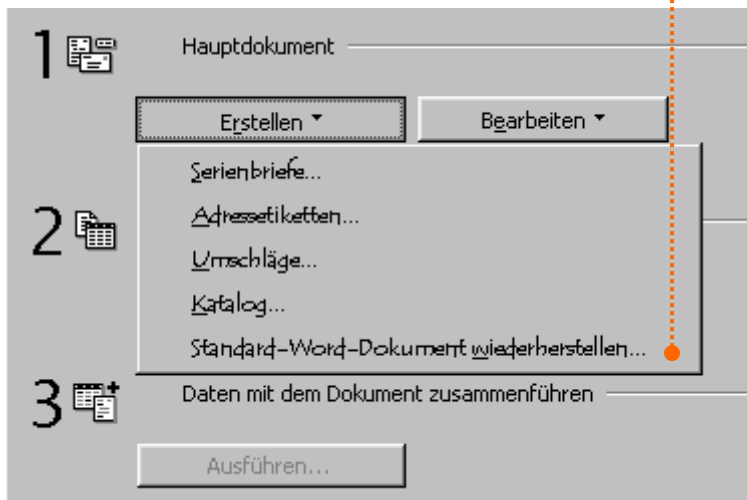 1 Hauptdokument
Erstellen Bearbeiten
Serienbriefe...
Adressetiketten...
2
Umschläge...
Katalog...
Standard-Word-Dokument wiederherstellen...
3 Daten mit dem Dokument zusammenführen
Ausführen...